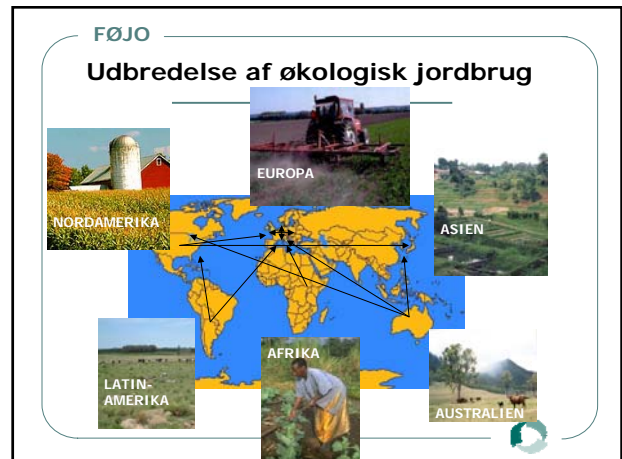 FØJO
Udbredelse af økologisk jordbrug
EUROPA
NORDAMERIKA
ASIEN
AFRIKA
LATIN-
AMERIKA
AUSTRALIEN